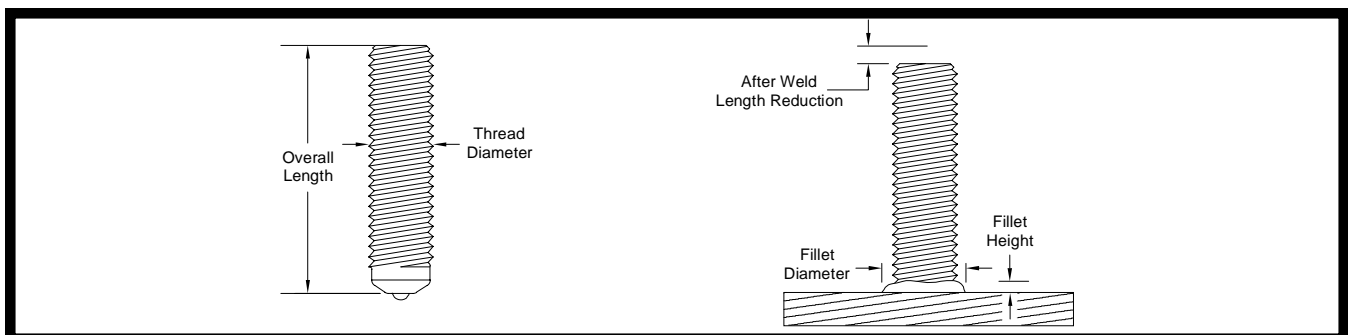 Overall
Length
Thread
Diameter
After Weld
Length Reduction
Fillet
Diameter
Fillet
Height